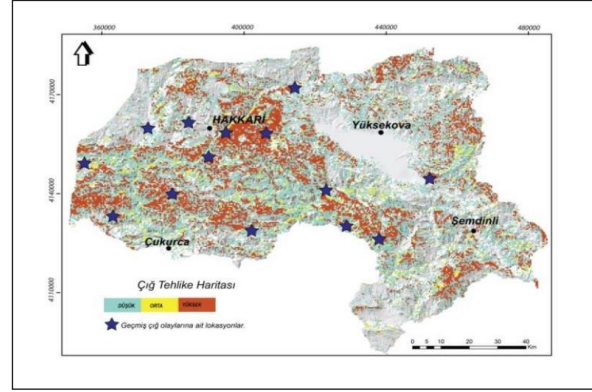 360000 400000 440000 480000
4170000
4140000
4110000
HAKKARİ
Yüksekova
Şemdinli
Çukurca
Çığ Tehlike Haritası
DÜŞÜK ORTA YÜKSEK
Geçmiş çığ olaylarına ait lokasyonlar.
0 5 10 20 30 40
Km